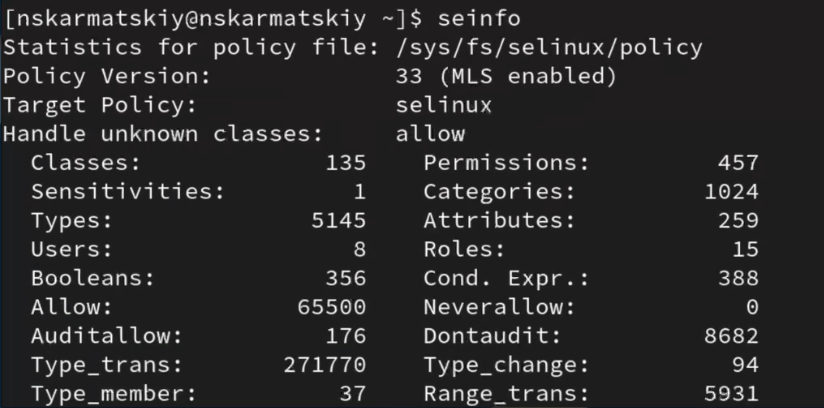 [nskarmatskiy@nskarmatskiy ~]$ seinfo
Statistics for policy file: /sys/fs/selinux/policy
Policy Version:             33 (MLS enabled)
Target Policy:              selinux
Handle unknown classes:     allow
  Classes:             135    Permissions:         457
  Sensitivities:         1    Categories:         1024
  Types:              5145    Attributes:          259
  Users:                 8    Roles:                15
  Booleans:            356    Cond. Expr.:         388
  Allow:             65500    Neverallow:            0
  Auditallow:          176    Dontaudit:          8682
  Type_trans:       271770    Type_change:          94
  Type_member:          37    Range_trans:        5931